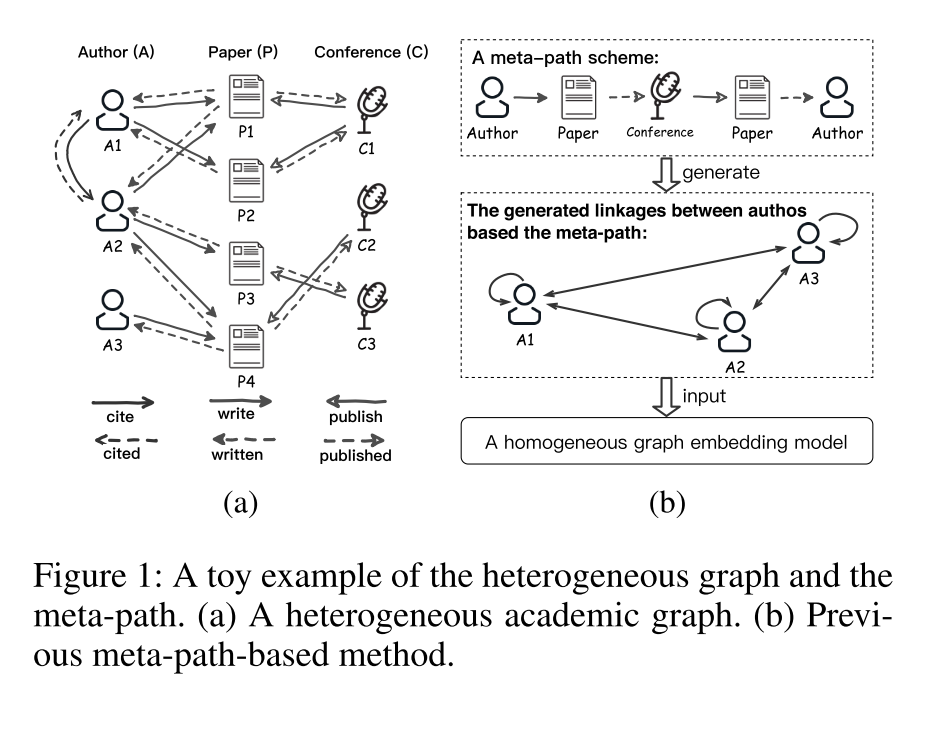 Author (A) Paper (P) Conference (C)
A1
A2
A3
P1
P2
P3
P4
C1
C2
C3
cite write publish
cited written published
(a)
A meta-path scheme:
Author Paper Conference Paper Author
generate
The generated linkages between authos
based the meta-path:
A1
A2
A3
input
A homogeneous graph embedding model
(b)
Figure 1: A toy example of the heterogeneous graph and the
meta-path. (a) A heterogeneous academic graph. (b) Previ-
ous meta-path-based method.